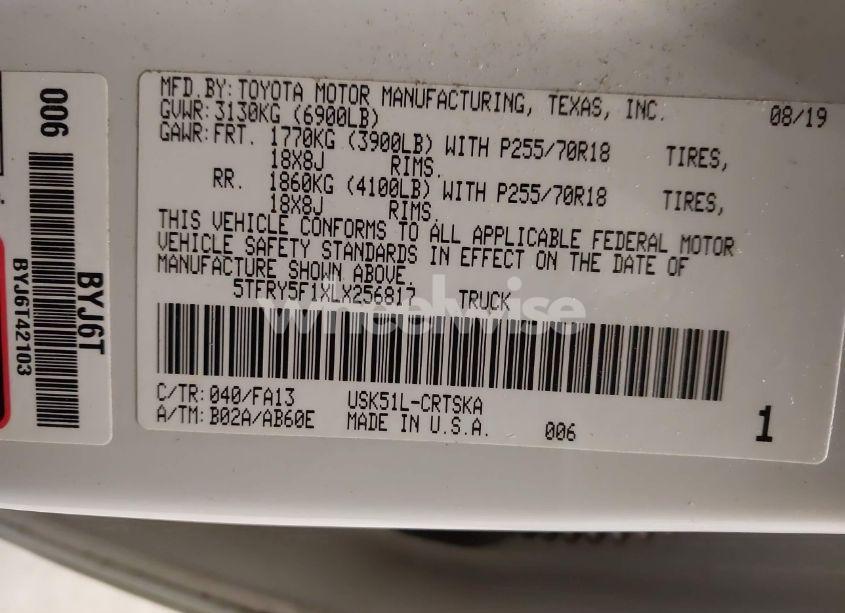 006
BYJ6T
BYJ6T42103
MFD.BY:TOYOTA MOTOR MANUFACTURING, TEXAS, INC. 08/19
GVWR:3130KG (6900LB)
GAWR:FRT. 1770KG (3900LB) WITH P255/70R18 TIRES,
18X8J RIMS.
RR. 1860KG (4100LB) WITH P255/70R18 TIRES,
18X8J RIMS.
THIS VEHICLE CONFORMS TO ALL APPLICABLE FEDERAL MOTOR
VEHICLE SAFETY STANDARDS IN EFFECT ON THE DATE OF
MANUFACTURE SHOWN ABOVE.
5TFRY5F1XLX256817 TRUCK
wheelwise
C/TR:040/FA13 USK51L-CRTSKA
A/TM:B02A/AB60E MADE IN U.S.A. 006 1